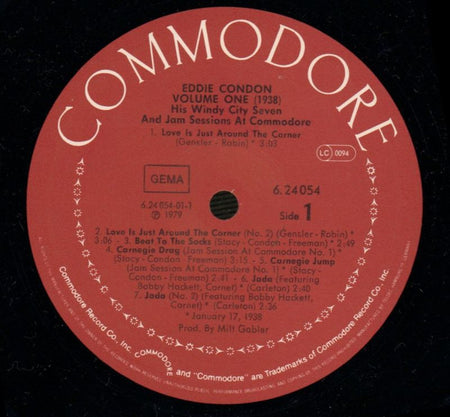 COMMODORE
EDDIE CONDON
VOLUME ONE (1938)
His Windy City Seven
And Jam Sessions At Commodore
1. Love Is Just Around The Corner
(Gensler - Robin) * 3:03
LC 0094
GEMA
6.24054
6.24054-01-1
Ⓟ 1979
Side 1
2. Love Is Just Around The Corner (No. 2) (Gensler - Robin) *
3:06 - 3. Beat To The Socks (Stacy - Condon - Freeman) * 2:49
4. Carnegie Drag (Jam Session At Commodore No. 1) *
(Stacy - Condon - Freeman) * 3:15 - 5. Carnegie Jump
(Jam Session At Commodore No. 1) * (Stacy -
Condon - Freeman) * 2:41 - 6. Jada (Featuring
Bobby Hackett, Cornet) * (Carleton) * 2:40
7. Jada (No. 2) (Featuring Bobby Hackett,
Cornet) * (Carleton) 2:36
* January 17, 1938
Prod. By Milt Gabler
Commodore Record Co., Inc. COMMODORE and "Commodore" are Trademarks of Commodore Record Co., Inc.